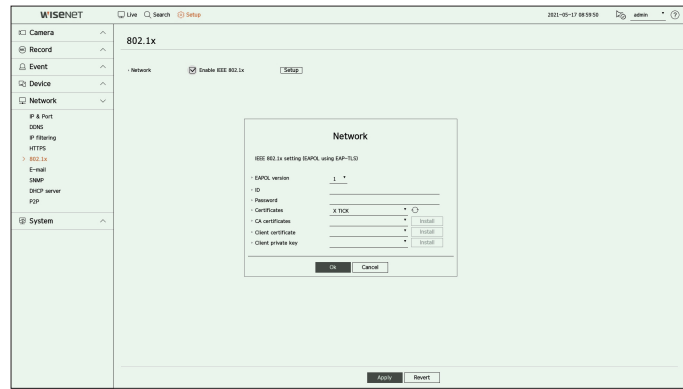 WISENET
Live Search Setup 2021-05-17 08:59:50 admin
Camera
Record
Event
Device
Network
IP & Port
DDNS
IP filtering
HTTPS
> 802.1x
E-mail
SNMP
DHCP server
P2P
System
802.1x
· Network Enable IEEE 802.1x Setup
Network
IEEE 802.1x setting (EAPOL using EAP-TLS)
· EAPOL version 1
· ID
· Password
· Certificates X TICK
· CA certificates Install
· Client certificate Install
· Client private key Install
Ok Cancel
Apply Revert